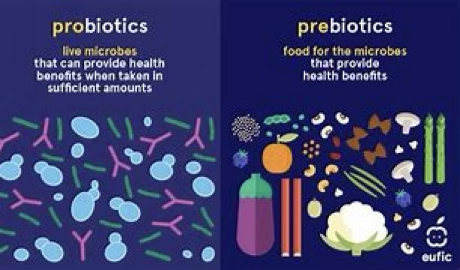 probiotics
live microbes
that can provide health
benefits when taken in
sufficient amounts
prebiotics
food for the microbes
that provide
health benefits
eufic